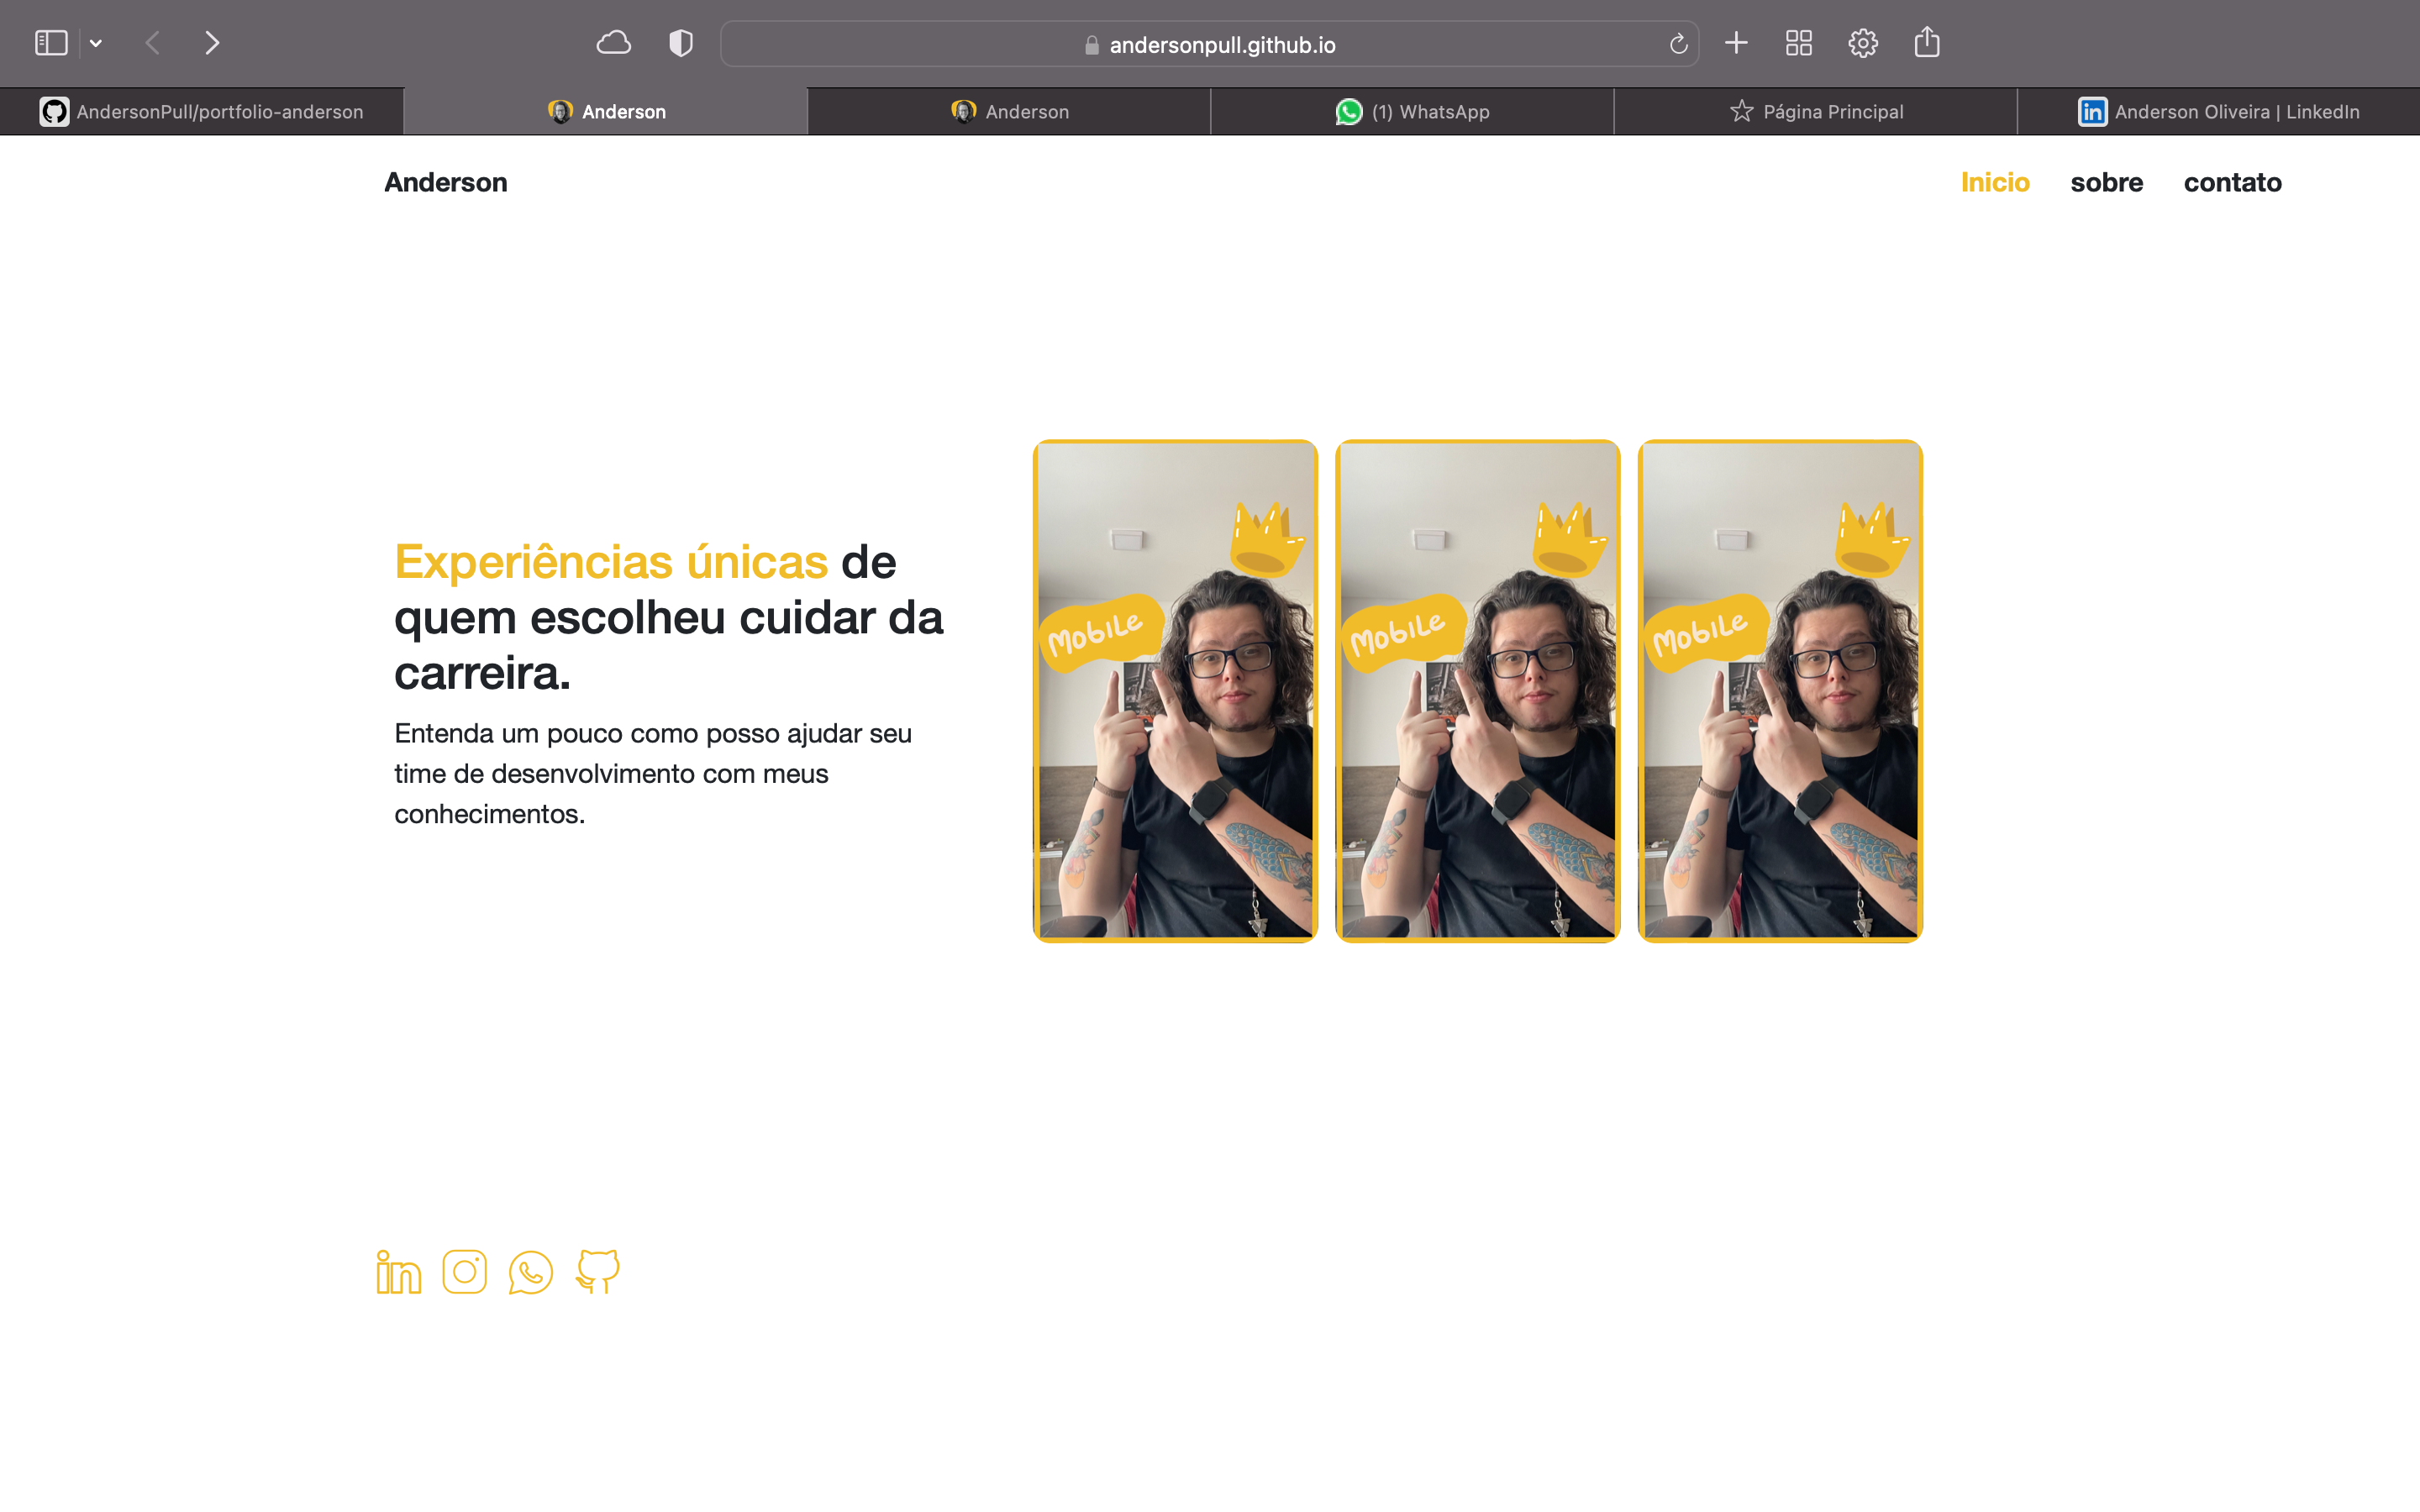 andersonpull.github.io
AndersonPull/portfolio-anderson
Anderson
Anderson
(1) WhatsApp
Página Principal
Anderson Oliveira | LinkedIn
Anderson
Inicio
sobre
contato
Experiências únicas de
quem escolheu cuidar da
carreira.
Entenda um pouco como posso ajudar seu
time de desenvolvimento com meus
conhecimentos.
MobiLe
MobiLe
MobiLe